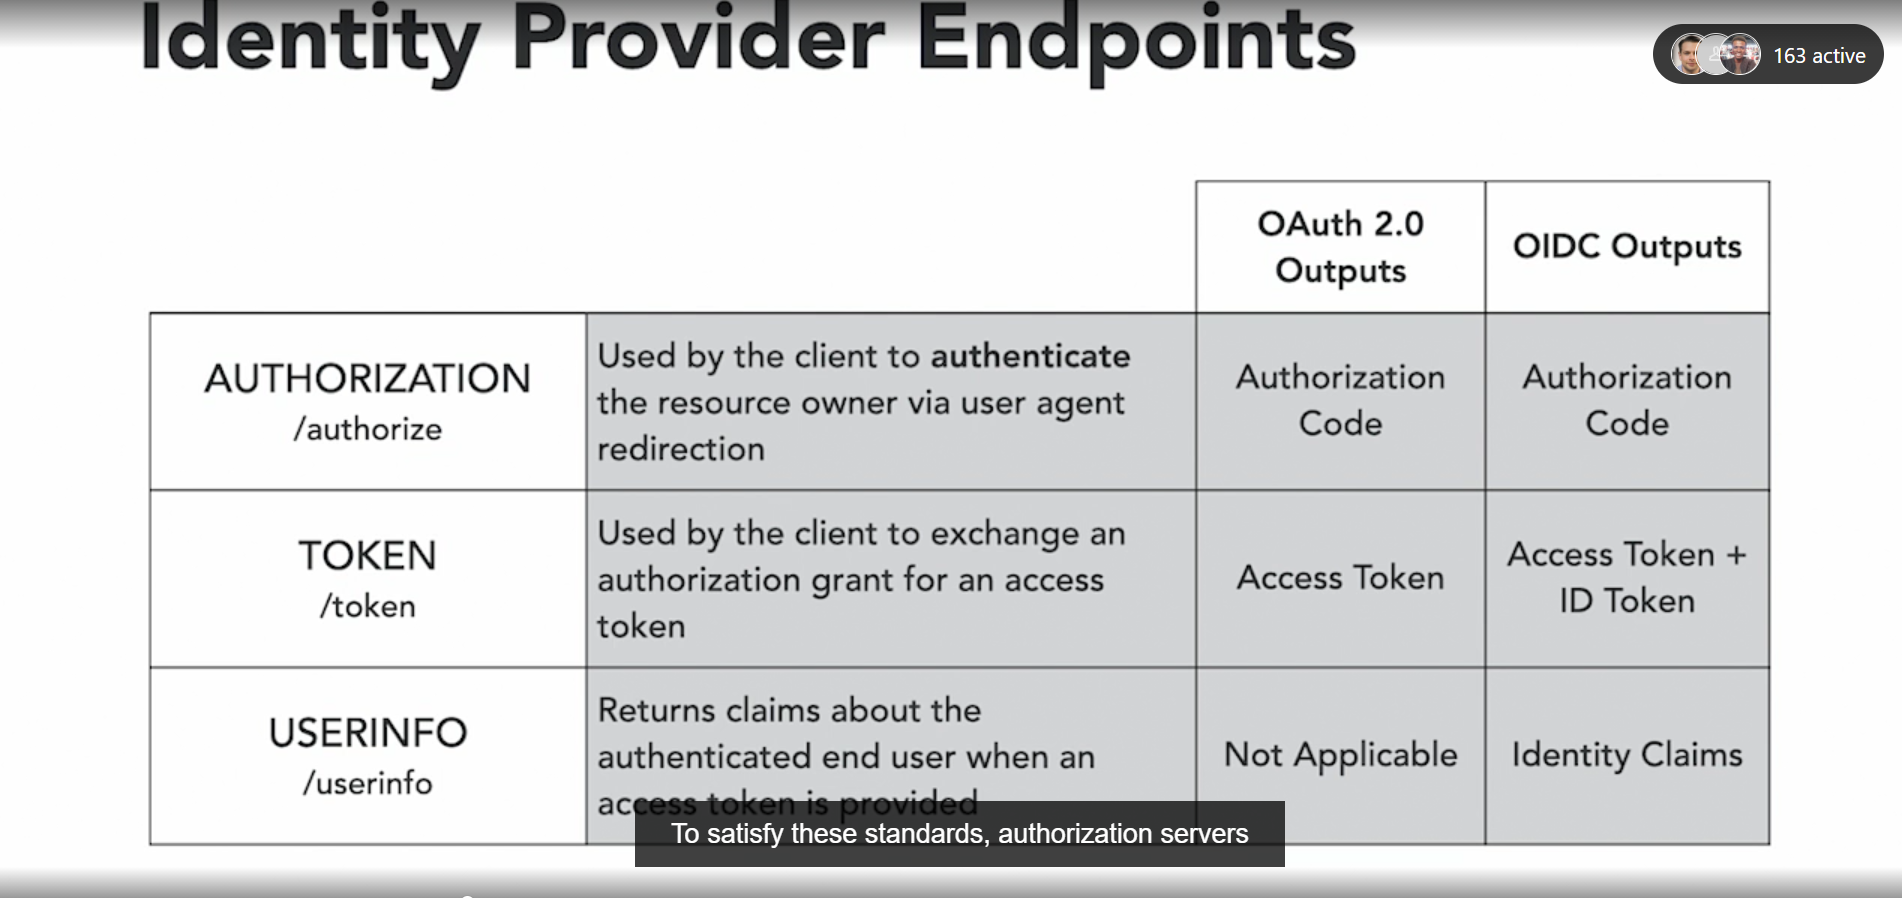 Identity Provider Endpoints
163 active
OAuth 2.0
Outputs
OIDC Outputs
AUTHORIZATION
/authorize
Used by the client to authenticate
the resource owner via user agent
redirection
Authorization
Code
Authorization
Code
TOKEN
/token
Used by the client to exchange an
authorization grant for an access
token
Access Token
Access Token +
ID Token
USERINFO
/userinfo
Returns claims about the
authenticated end user when an
access token is provided
Not Applicable
Identity Claims
To satisfy these standards, authorization servers